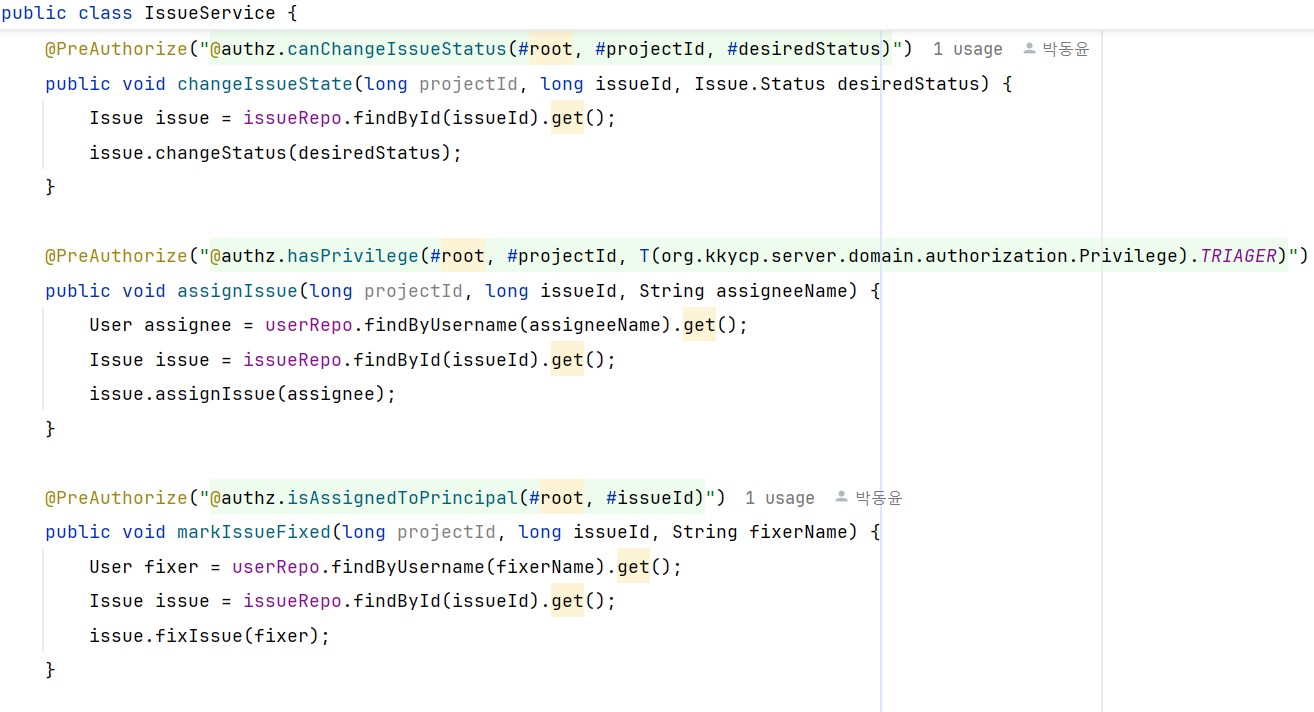 public class IssueService {
@PreAuthorize("@authz.canChangeIssueStatus(#root, #projectId, #desiredStatus)") 1 usage 박동윤
public void changeIssueState(long projectId, long issueId, Issue.Status desiredStatus) {
Issue issue = issueRepo.findById(issueId).get();
issue.changeStatus(desiredStatus);
}
@PreAuthorize("@authz.hasPrivilege(#root, #projectId, T(org.kkycp.server.domain.authorization.Privilege).TRIAGER)")
public void assignIssue(long projectId, long issueId, String assigneeName) {
User assignee = userRepo.findByUsername(assigneeName).get();
Issue issue = issueRepo.findById(issueId).get();
issue.assignIssue(assignee);
}
@PreAuthorize("@authz.isAssignedToPrincipal(#root, #issueId)") 1 usage 박동윤
public void markIssueFixed(long projectId, long issueId, String fixerName) {
User fixer = userRepo.findByUsername(fixerName).get();
Issue issue = issueRepo.findById(issueId).get();
issue.fixIssue(fixer);
}